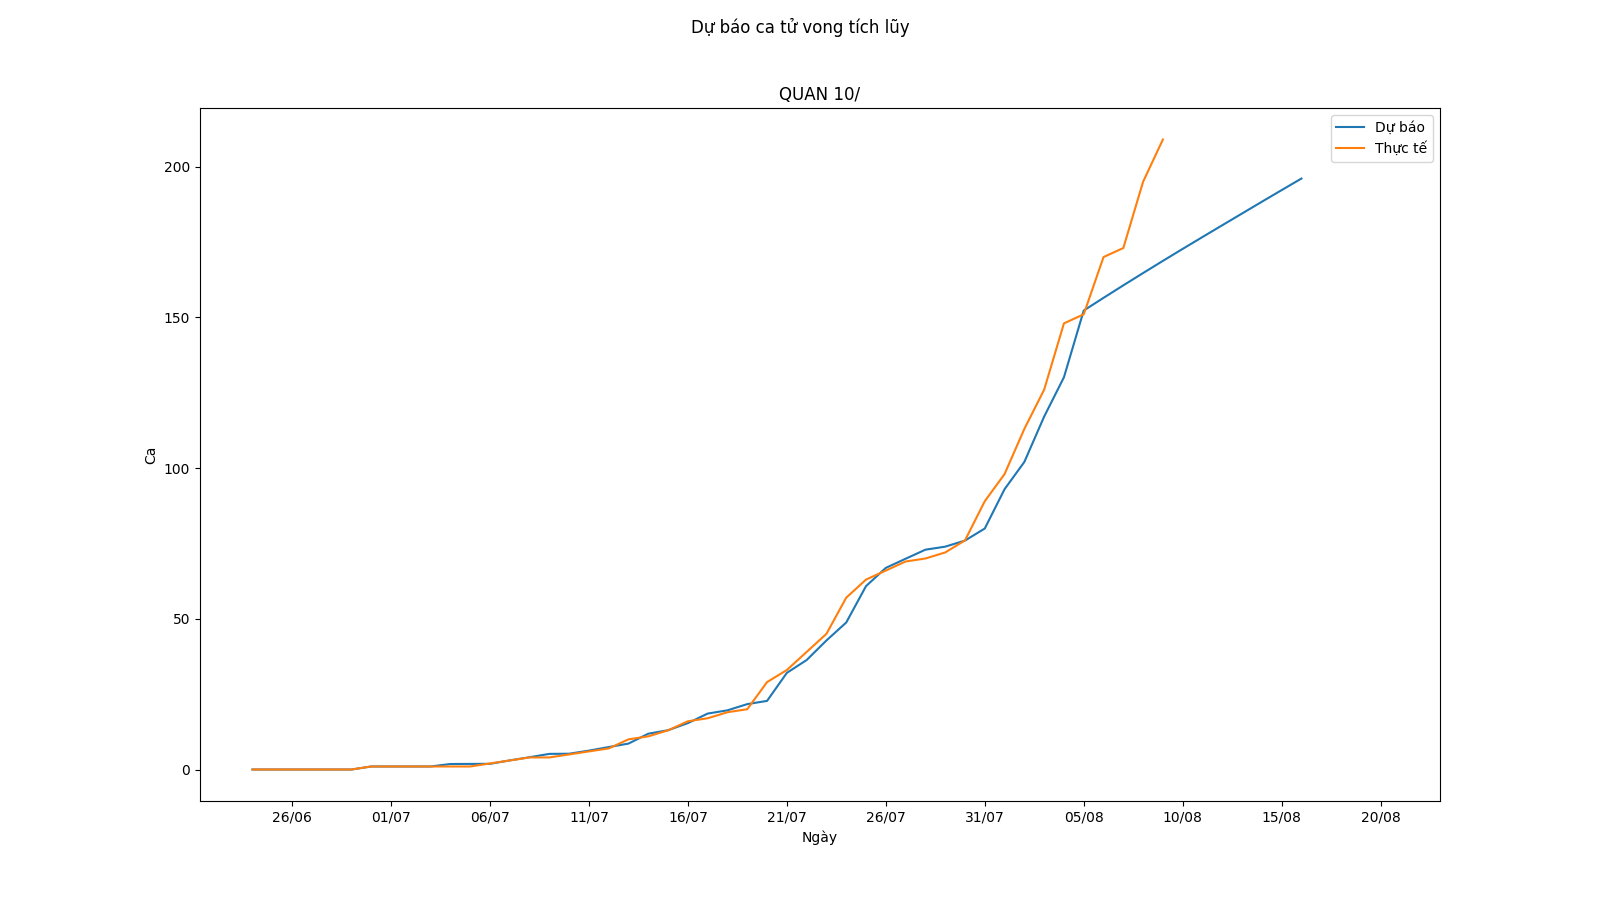 Dự báo ca tử vong tích lũy
QUAN 10/
Dự báo
Thực tế
200
150
100
50
0
Ca
26/06 01/07 06/07 11/07 16/07 21/07 26/07 31/07 05/08 10/08 15/08 20/08
Ngày